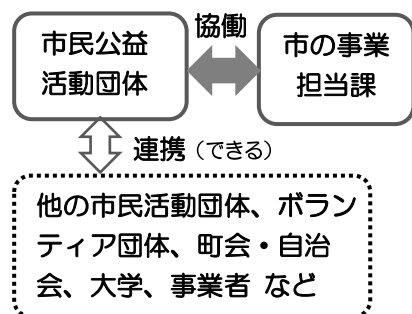 市民公益
活動団体
協働
市の事業
担当課
連携（できる）
他の市民活動団体、ボラン
ティア団体、町会・自治
会、大学、事業者 など